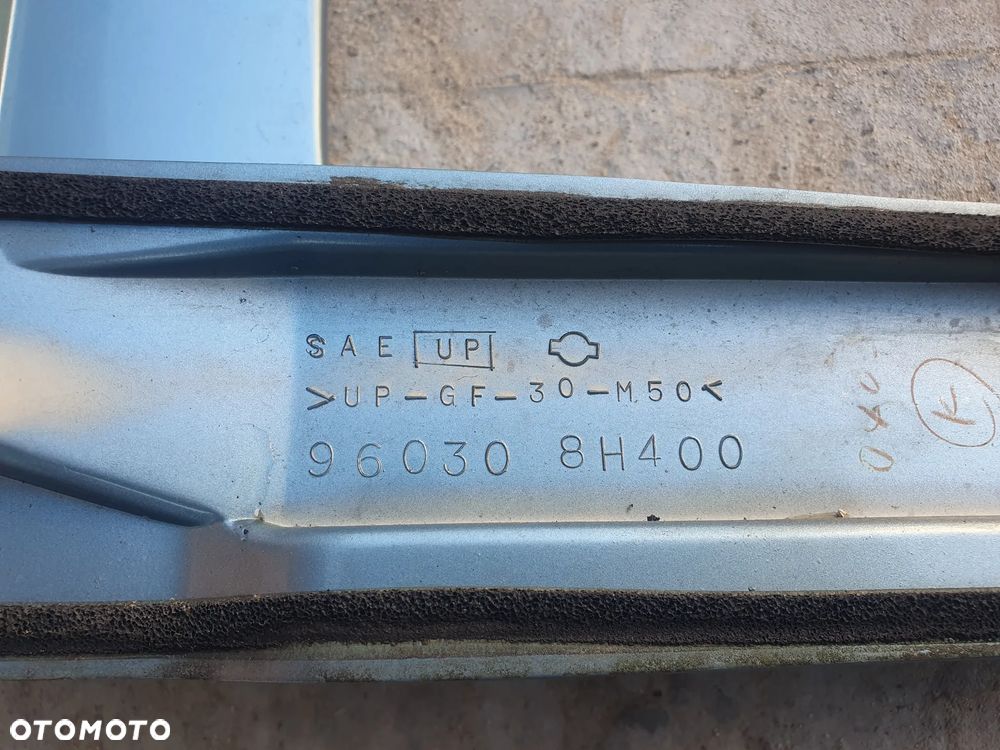 SAE UP
>UP-GF-30-M50<
96030 8H400
K
OTOMOTO